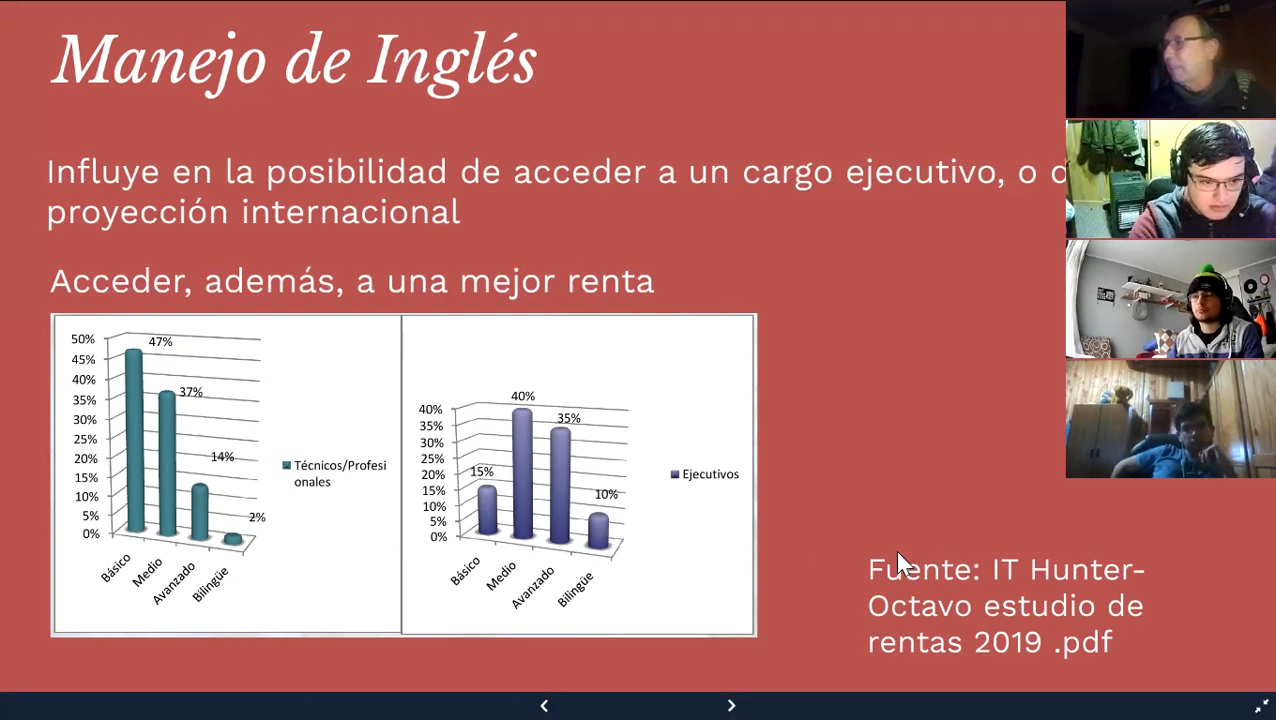 Manejo de Inglés
Influye en la posibilidad de acceder a un cargo ejecutivo, o
proyección internacional
Acceder, además, a una mejor renta
50%
45%
40%
35%
30%
25%
20%
15%
10%
5%
0%
47%
37%
14%
2%
Básico
Medio
Avanzado
Bilingüe
Técnicos/Profesi
onales
40%
35%
30%
25%
20%
15%
10%
5%
0%
15%
40%
35%
10%
Básico
Medio
Avanzado
Bilingüe
Ejecutivos
Fuente: IT Hunter-
Octavo estudio de
rentas 2019 .pdf